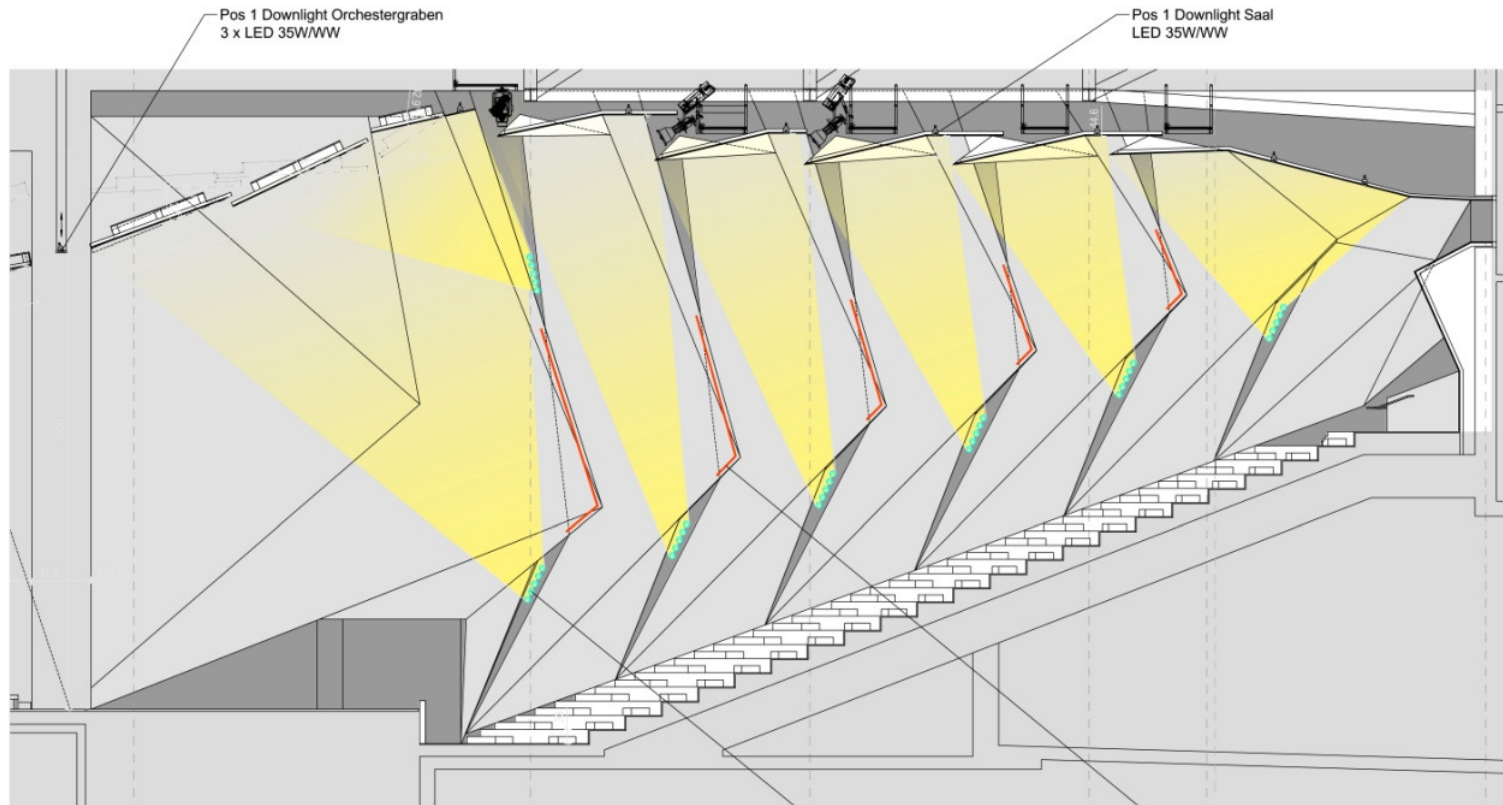 Pos 1 Downlight Orchestergraben
3 x LED 35W/WW
Pos 1 Downlight Saal
LED 35W/WW